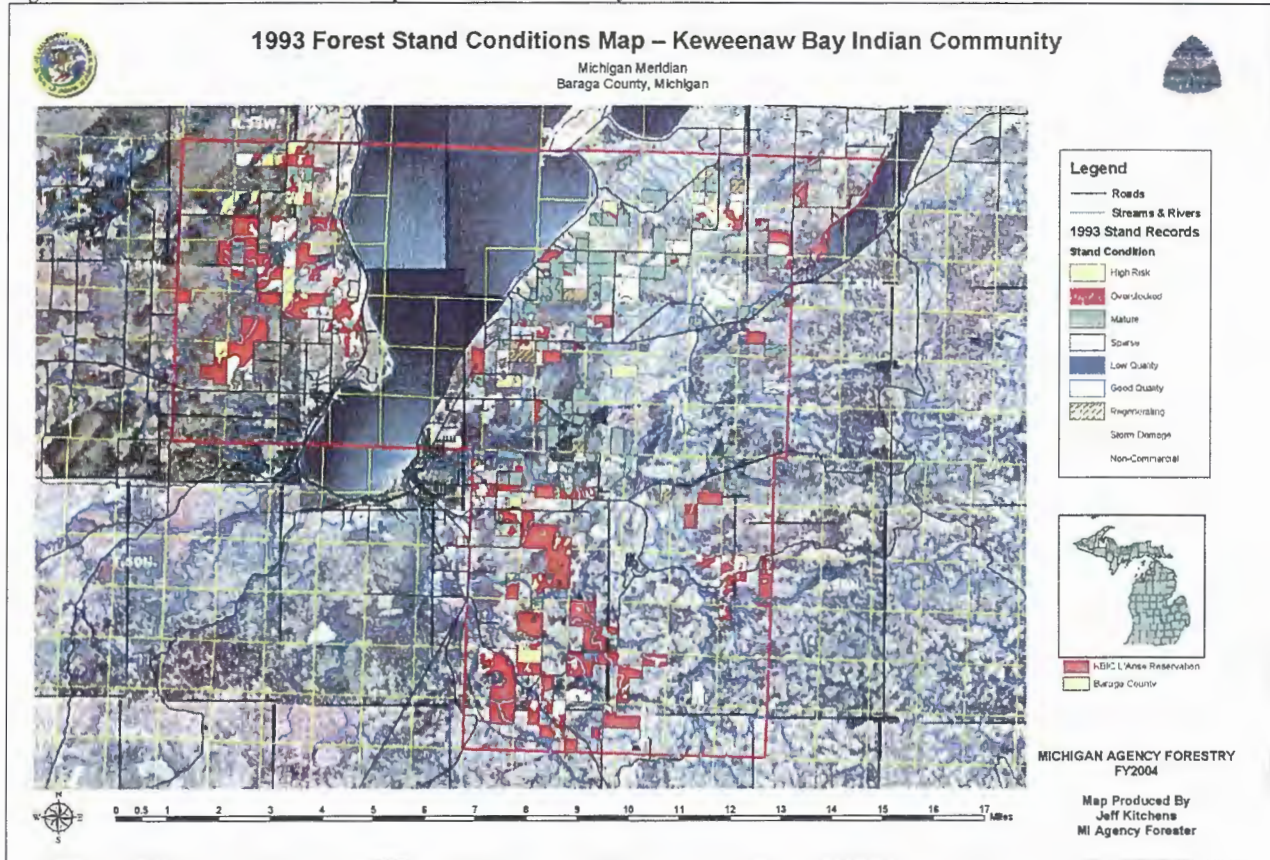 1993 Forest Stand Conditions Map – Keweenaw Bay Indian Community
Michigan Meridian
Baraga County, Michigan
Legend
Roads
Streams & Rivers
1993 Stand Records
Stand Condition
High Risk
Overstocked
Mature
Sparse
Low Quality
Good Quality
Regenerating
Storm Damage
Non-Commercial
KBIC L'Anse Reservation
Baraga County
MICHIGAN AGENCY FORESTRY
FY2004
Map Produced By
Jeff Kitchens
MI Agency Forester
N
W E
S
0 0.5 1 2 3 4 5 6 7 8 9 10 11 12 13 14 15 16 17
Miles